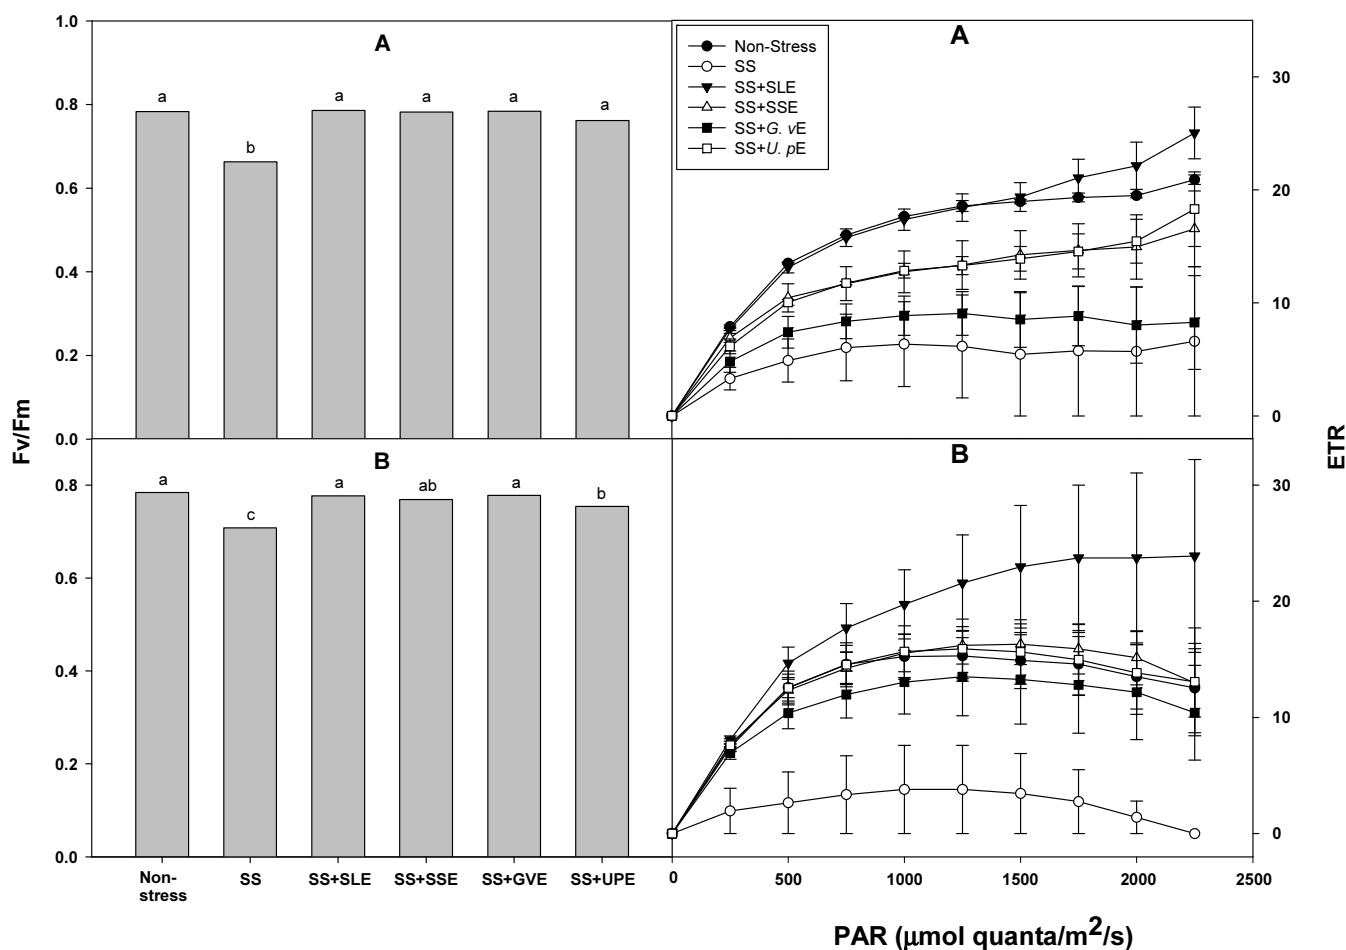 A
1.0
0.8
0.6
0.4
0.2
0.0
a
b
a
a
a
a
Fv/Fm
B
0.8
0.6
0.4
0.2
0.0
a
c
a
ab
a
b
Non-
stress
SS
SS+SLE
SS+SSE
SS+GVE
SS+UPE
A
Non-Stress
SS
SS+SLE
SS+SSE
SS+G. vE
SS+U. pE
30
20
10
0
ETR
B
30
20
10
0
0
500
1000
1500
2000
2500
PAR (μmol quanta/m2/s)